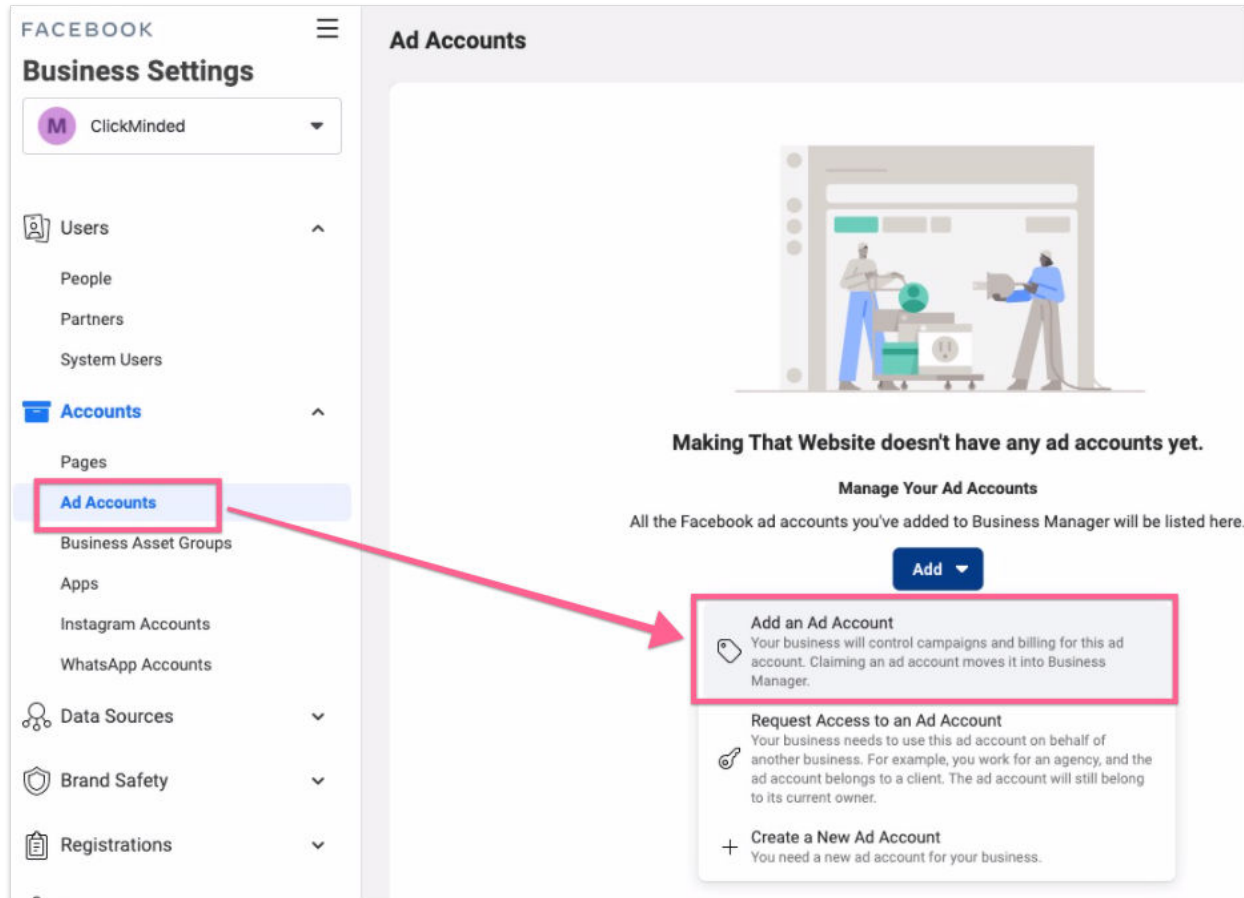 FACEBOOK
Business Settings
M
ClickMinded
Users
People
Partners
System Users
Accounts
Pages
Ad Accounts
Business Asset Groups
Apps
Instagram Accounts
WhatsApp Accounts
Data Sources
Brand Safety
Registrations
Ad Accounts
Making That Website doesn't have any ad accounts yet.
Manage Your Ad Accounts
All the Facebook ad accounts you've added to Business Manager will be listed here.
Add
Add an Ad Account
Your business will control campaigns and billing for this ad
account. Claiming an ad account moves it into Business
Manager.
Request Access to an Ad Account
Your business needs to use this ad account on behalf of
another business. For example, you work for an agency, and the
ad account belongs to a client. The ad account will still belong
to its current owner.
Create a New Ad Account
You need a new ad account for your business.